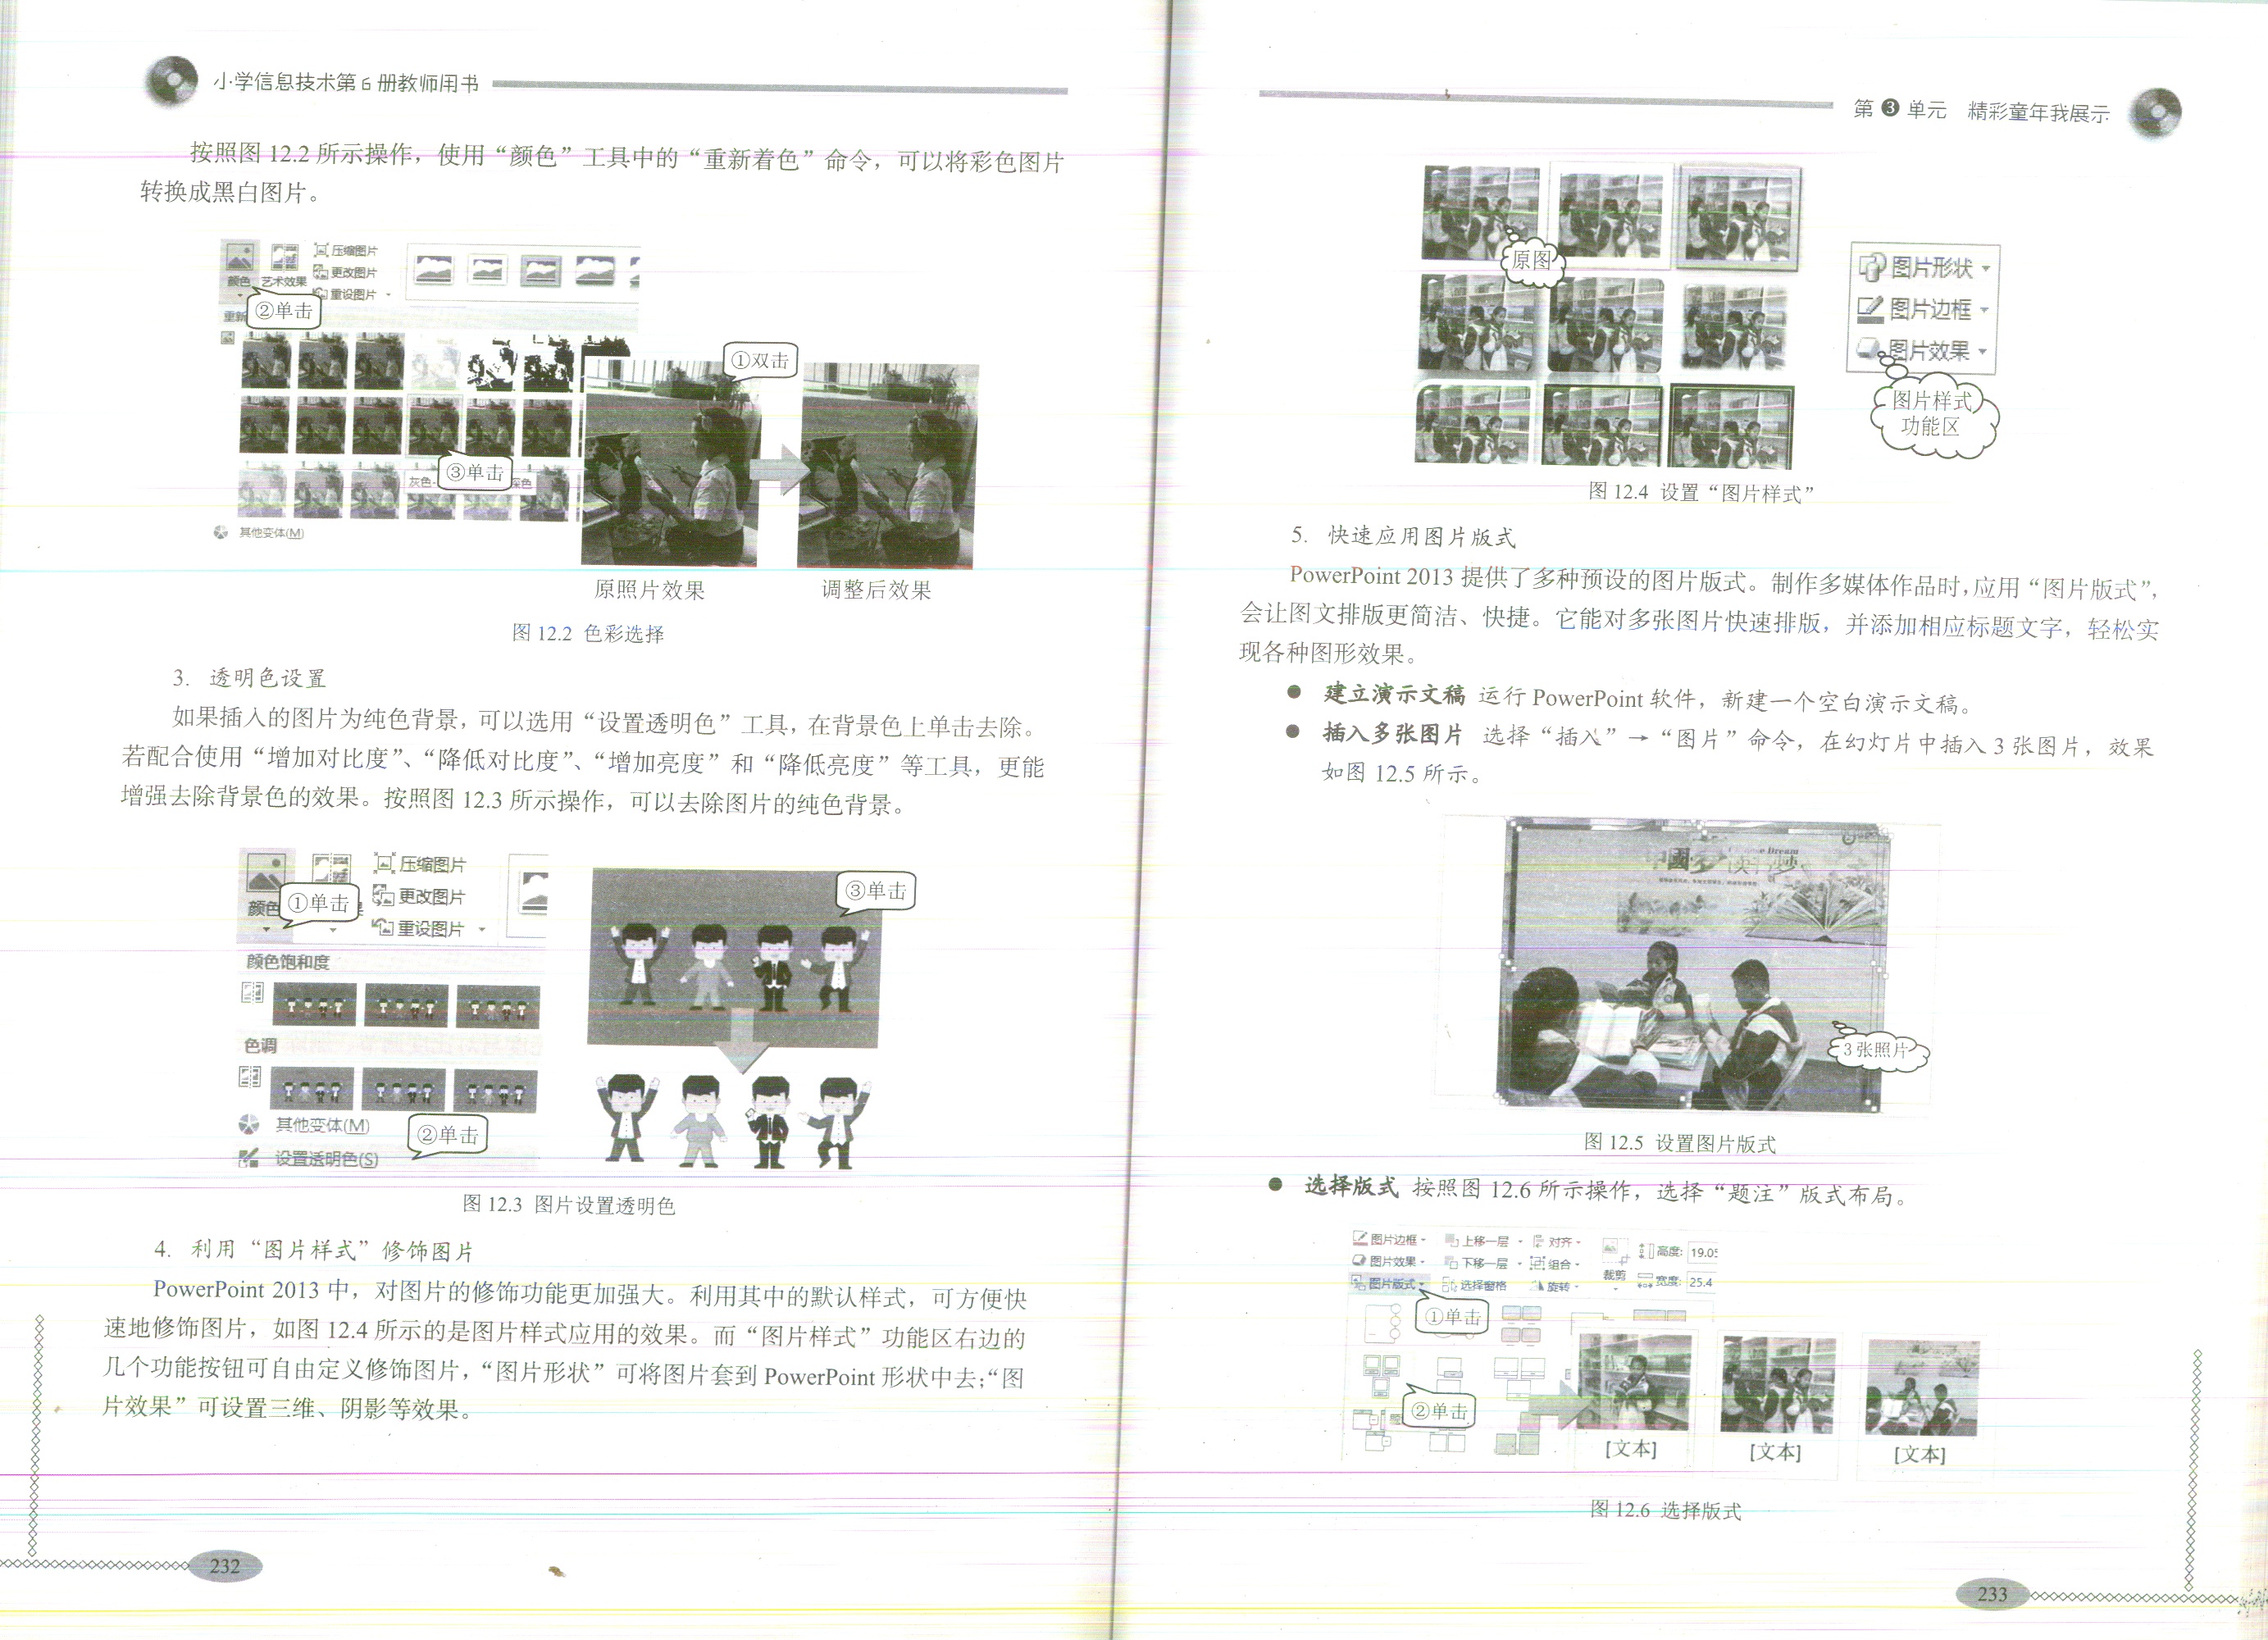 小学信息技术第6册教师用书
按照图 12.2 所示操作，使用“颜色”工具中的“重新着色”命令，可以将彩色图片
转换成黑白图片。
压缩图片
更改图片
颜色 艺术效果
重设图片
②单击
①双击
③单击
灰色-
深色
其他变体(M)
原照片效果 调整后效果
图 12.2 色彩选择
3. 透明色设置
如果插入的图片为纯色背景，可以选用“设置透明色”工具，在背景色上单击去除。
若配合使用“增加对比度”、“降低对比度”、“增加亮度”和“降低亮度”等工具，更能
增强去除背景色的效果。按照图 12.3 所示操作，可以去除图片的纯色背景。
压缩图片
更改图片
颜色
①单击
重设图片
颜色饱和度
色调
其他变体(M)
②单击
设置透明色(S)
③单击
图 12.3 图片设置透明色
4. 利用“图片样式”修饰图片
PowerPoint 2013 中，对图片的修饰功能更加强大。利用其中的默认样式，可方便快
速地修饰图片，如图 12.4 所示的是图片样式应用的效果。而“图片样式”功能区右边的
几个功能按钮可自由定义修饰图片，“图片形状”可将图片套到 PowerPoint 形状中去；“图
片效果”可设置三维、阴影等效果。
232
第3单元 精彩童年我展示
原图
图片形状
图片边框
图片效果
图片样式
功能区
图 12.4 设置“图片样式”
5. 快速应用图片版式
PowerPoint 2013 提供了多种预设的图片版式。制作多媒体作品时，应用“图片版式”，
会让图文排版更简洁、快捷。它能对多张图片快速排版，并添加相应标题文字，轻松实
现各种图形效果。
● 建立演示文稿 运行 PowerPoint 软件，新建一个空白演示文稿。
● 插入多张图片 选择“插入”→“图片”命令，在幻灯片中插入 3 张图片，效果
如图 12.5 所示。
3张照片
图 12.5 设置图片版式
● 选择版式 按照图 12.6 所示操作，选择“题注”版式布局。
图片边框 上移一层 对齐 高度: 19.05
图片效果 下移一层 组合
图片版式 选择窗格 旋转 裁剪 宽度: 25.4
①单击
②单击
[文本] [文本] [文本]
图 12.6 选择版式
233